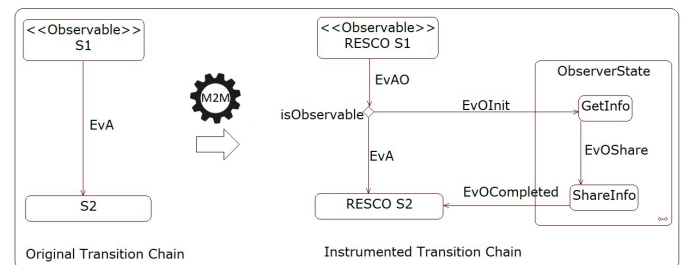 <<Observable>>
S1
EvA
S2
Original Transition Chain
M2M
<<Observable>>
RESCO S1
EvAO
isObservable
EvOInit
EvA
RESCO S2
EvOCompleted
ObserverState
GetInfo
EvOShare
ShareInfo
Instrumented Transition Chain